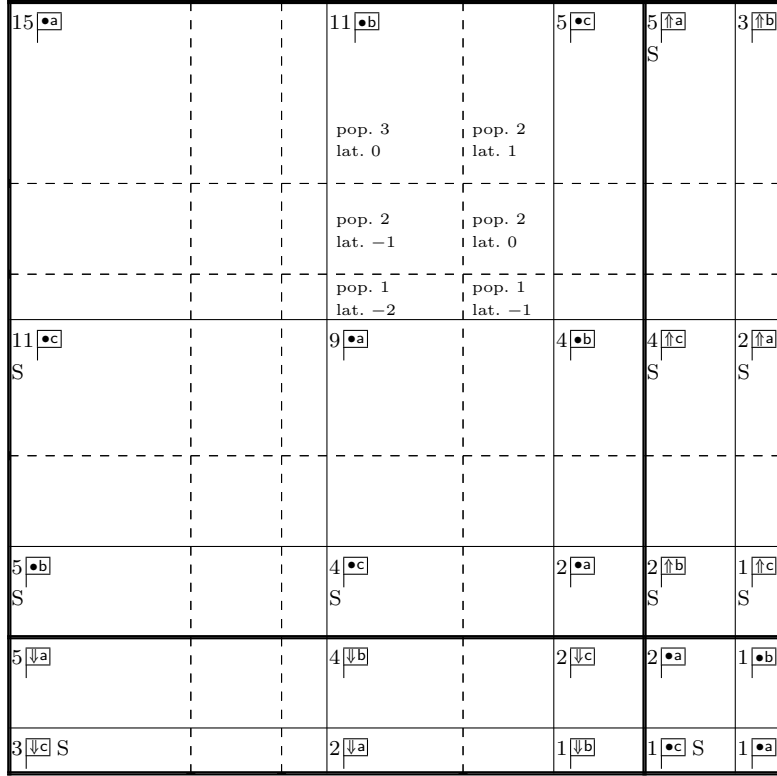 15 •a 11 •b 5 •c 5 ⇑a 3 ⇑b
S
pop. 3 pop. 2
lat. 0 lat. 1
pop. 2 pop. 2
lat. −1 lat. 0
pop. 1 pop. 1
lat. −2 lat. −1
11 •c 9 •a 4 •b 4 ⇑c 2 ⇑a
S S S
5 •b 4 •c 2 •a 2 ⇑b 1 ⇑c
S S S S
5 ⇓a 4 ⇓b 2 ⇓c 2 •a 1 •b
3 ⇓c S 2 ⇓a 1 ⇓b 1 •c S 1 •a